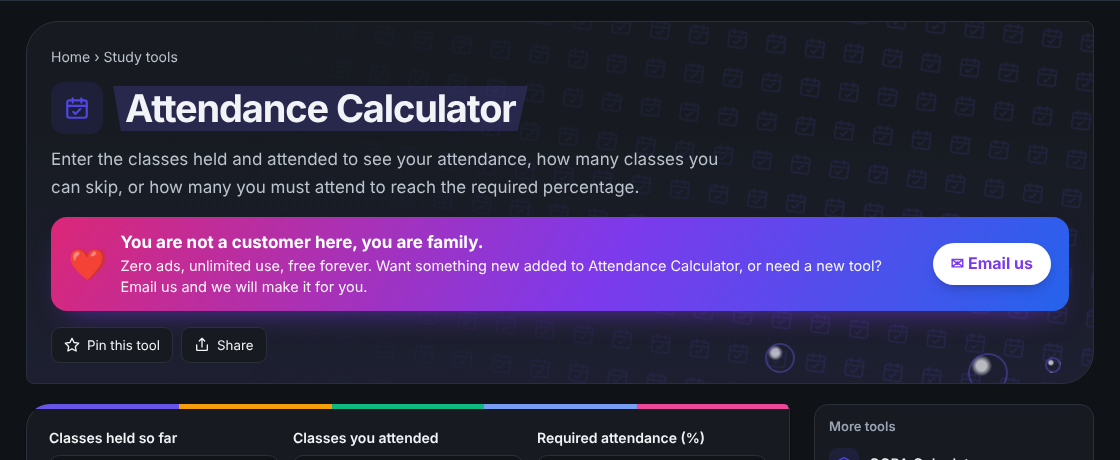 Home › Study tools
Attendance Calculator
Enter the classes held and attended to see your attendance, how many classes you
can skip, or how many you must attend to reach the required percentage.
You are not a customer here, you are family.
Zero ads, unlimited use, free forever. Want something new added to Attendance Calculator, or need a new tool?
Email us and we will make it for you.
✉ Email us
Pin this tool
Share
Classes held so far
Classes you attended
Required attendance (%)
More tools